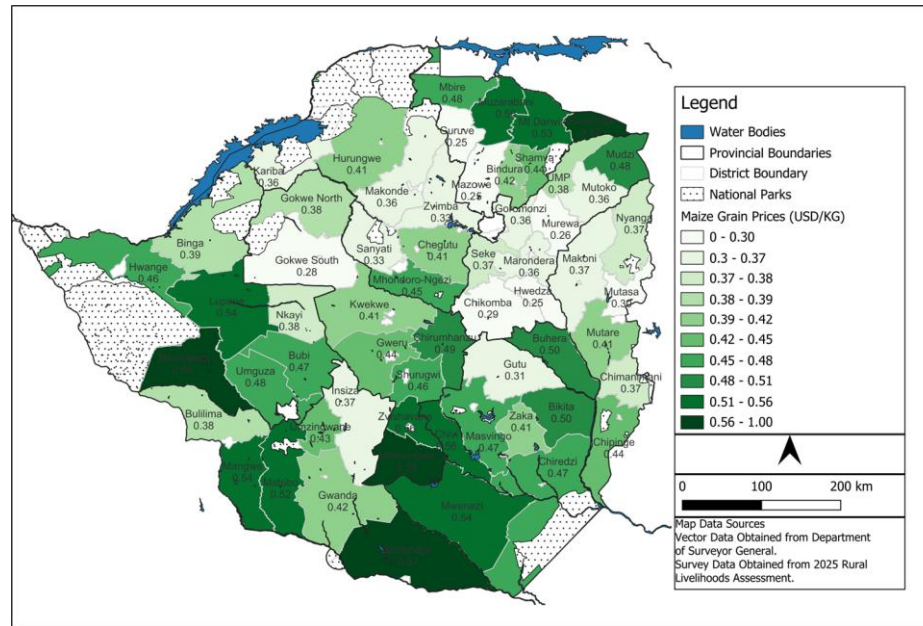 Mbire
0.48
Mt Darwin
0.53
Guruve
0.25
Mudzi
0.48
Hurungwe
0.41
Shamva
0.44
Bindura
0.42
UMP
0.38
Kariba
0.36
Makonde
0.36
Mazowe
0.25
Mutoko
0.36
Gokwe North
0.38
Zvimba
0.33
Goromonzi
0.36
Murewa
0.26
Nyanga
0.37
Binga
0.39
Sanyati
0.33
Chegutu
0.41
Seke
0.37
Marondera
0.36
Makoni
0.37
Hwange
0.46
Gokwe South
0.28
Mhondoro-Ngezi
0.45
Hwedza
0.25
Mutasa
Lupane
0.54
Nkayi
0.38
Kwekwe
0.41
Chikomba
0.29
Mutare
0.41
Gweru
0.44
Chirumhanzu
0.49
Buhera
0.50
Bubi
0.47
Umguza
0.48
Shurugwi
0.46
Gutu
0.31
Chimanimani
0.37
Insiza
0.37
Bulilima
0.38
Umzingwane
0.43
Zaka
0.41
Bikita
0.50
Masvingo
0.47
Chipinge
0.44
Chiredzi
0.47
Mangwe
0.54
Matobo
0.52
Gwanda
0.42
Mwenezi
0.54
Legend
Water Bodies
Provincial Boundaries
District Boundary
National Parks
Maize Grain Prices (USD/KG)
0 - 0.30
0.3 - 0.37
0.37 - 0.38
0.38 - 0.39
0.39 - 0.42
0.42 - 0.45
0.45 - 0.48
0.48 - 0.51
0.51 - 0.56
0.56 - 1.00
0 100 200 km
Map Data Sources
Vector Data Obtained from Department
of Surveyor General.
Survey Data Obtained from 2025 Rural
Livelihoods Assessment.